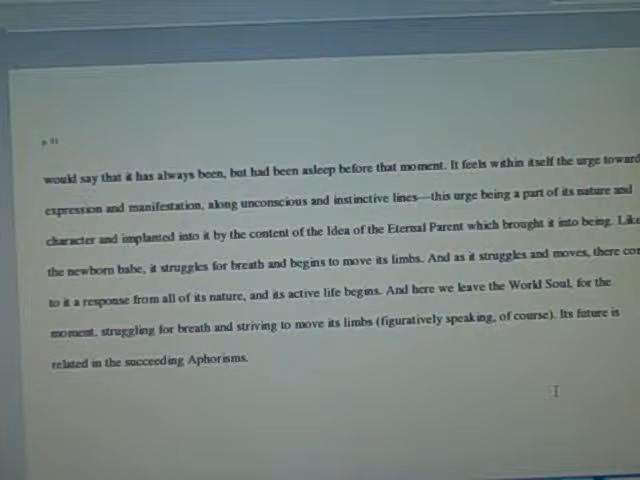 would say that it has always been, but had been asleep before that moment. It feels within itself the urge toward
expression and manifestation, along unconscious and instinctive lines—this urge being a part of its nature and
character and implanted into it by the content of the Idea of the Eternal Parent which brought it into being. Like
the newborn babe, it struggles for breath and begins to move its limbs. And as it struggles and moves, there
to it a response from all of its nature, and its active life begins. And here we leave the World Soul, for the
moment, struggling for breath and striving to move its limbs (figuratively speaking, of course). Its future is
related in the succeeding Aphorisms.